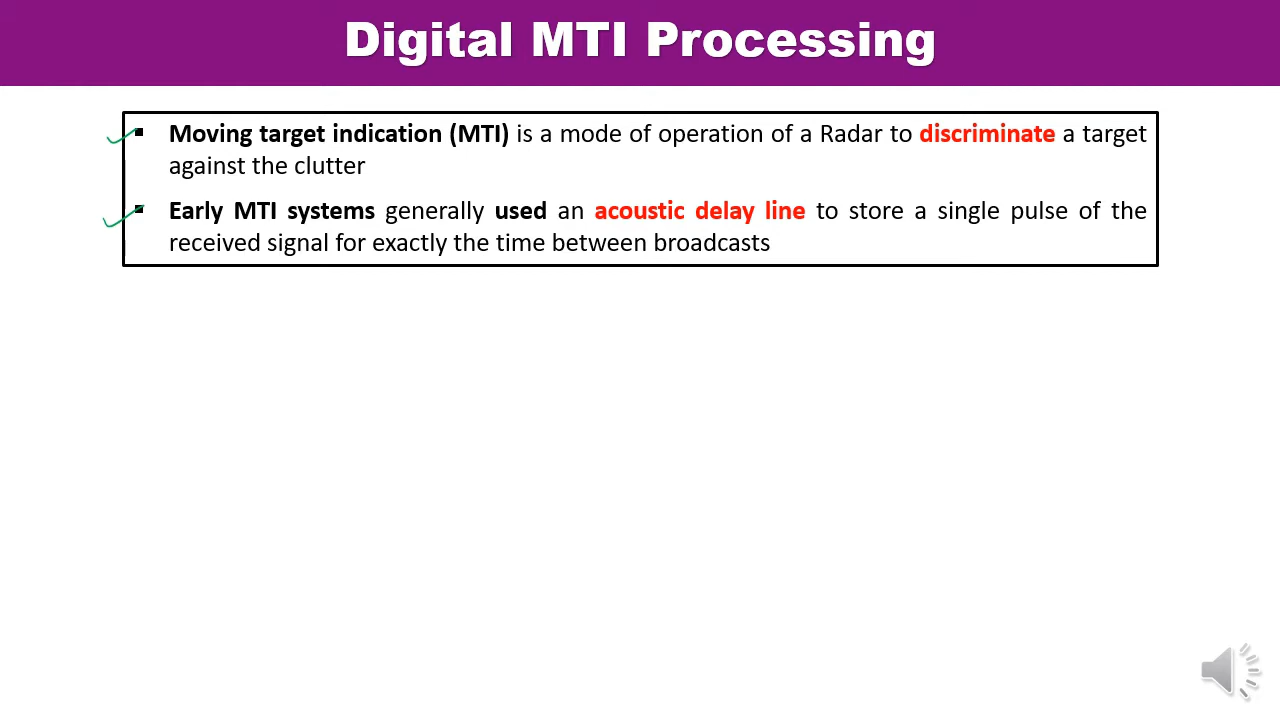 Digital MTI Processing
▪ Moving target indication (MTI) is a mode of operation of a Radar to discriminate a target
against the clutter
▪ Early MTI systems generally used an acoustic delay line to store a single pulse of the
received signal for exactly the time between broadcasts